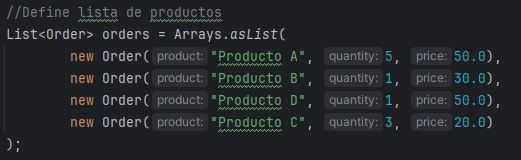 //Define lista de productos
List<Order> orders = Arrays.asList(
        new Order( product: "Producto A", quantity: 5, price: 50.0),
        new Order( product: "Producto B", quantity: 1, price: 30.0),
        new Order( product: "Producto D", quantity: 1, price: 50.0),
        new Order( product: "Producto C", quantity: 3, price: 20.0)
);